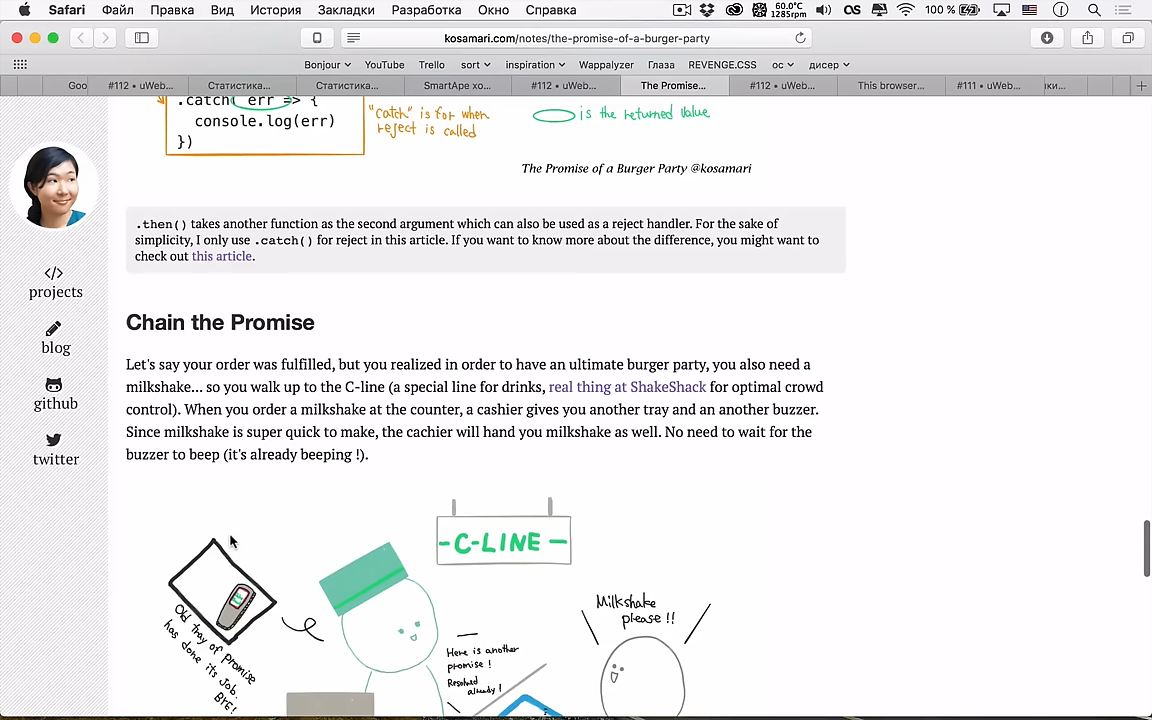 Safari Файл Правка Вид История Закладки Разработка Окно Справка
60.0°C
1285rpm
100 %
kosamari.com/notes/the-promise-of-a-burger-party
Bonjour YouTube Trello sort inspiration Wappalyzer Глаза REVENGE.CSS ос дисер
Goo #112 • uWeb... Статистика... Статистика... SmartApe хо... #112 • uWeb... The Promise... #112 • uWeb... This browser... #111 • uWeb... ики...
.catch( err => {
console.log(err)
})
"catch" is for when
reject is called
is the returned value
The Promise of a Burger Party @kosamari
.then() takes another function as the second argument which can also be used as a reject handler. For the sake of
simplicity, I only use .catch() for reject in this article. If you want to know more about the difference, you might want to
check out this article.
</> projects
blog
github
twitter
Chain the Promise
Let's say your order was fulfilled, but you realized in order to have an ultimate burger party, you also need a
milkshake... so you walk up to the C-line (a special line for drinks, real thing at ShakeShack for optimal crowd
control). When you order a milkshake at the counter, a cashier gives you another tray and an another buzzer.
Since milkshake is super quick to make, the cachier will hand you milkshake as well. No need to wait for the
buzzer to beep (it's already beeping !).
-C-LINE-
Old tray of promise
has done its job.
BYE!
Here is another
promise !
Resolved
already !
Milkshake
please !!